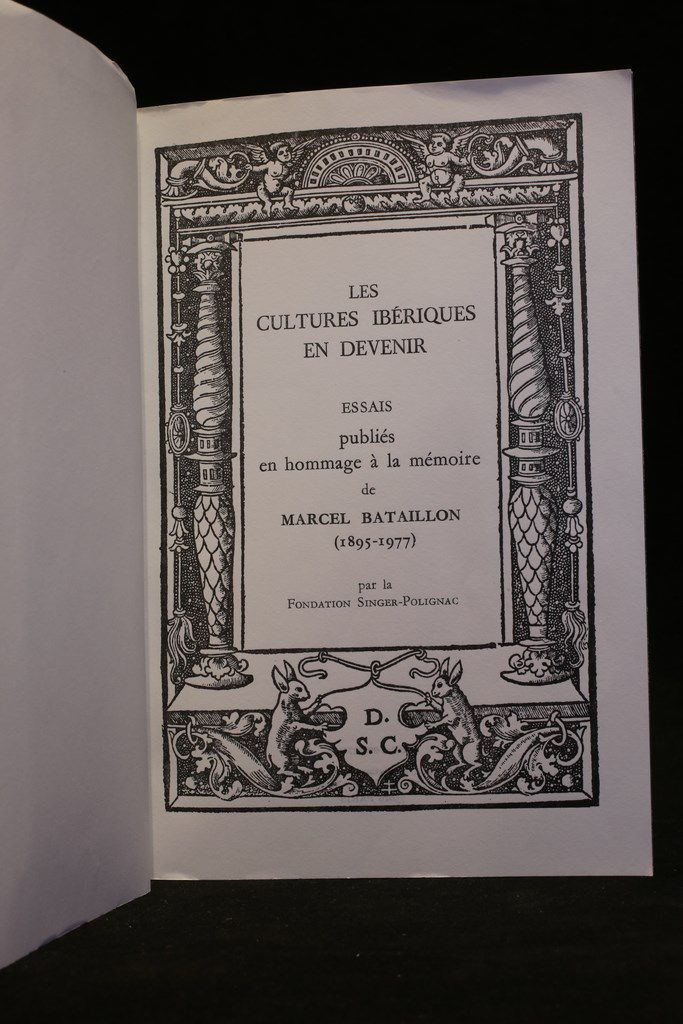 LES
CULTURES IBÉRIQUES
EN DEVENIR
ESSAIS
publiés
en hommage à la mémoire
de
MARCEL BATAILLON
(1895-1977)
par la
FONDATION SINGER-POLIGNAC
D.
S. C.